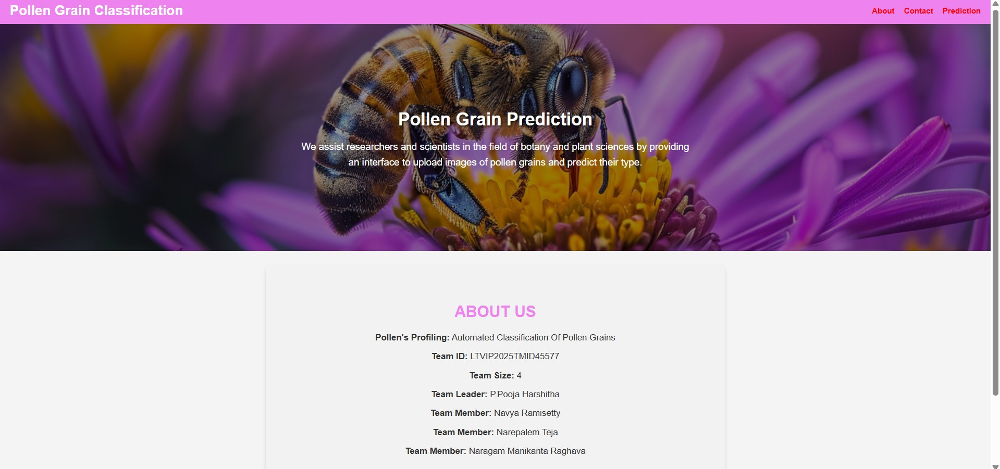 Pollen Grain Classification
About Contact Prediction
Pollen Grain Prediction
We assist researchers and scientists in the field of botany and plant sciences by providing
an interface to upload images of pollen grains and predict their type.
ABOUT US
Pollen's Profiling: Automated Classification Of Pollen Grains
Team ID: LTVIP2025TMID45577
Team Size: 4
Team Leader: P.Pooja Harshitha
Team Member: Navya Ramisetty
Team Member: Narepalem Teja
Team Member: Naragam Manikanta Raghava